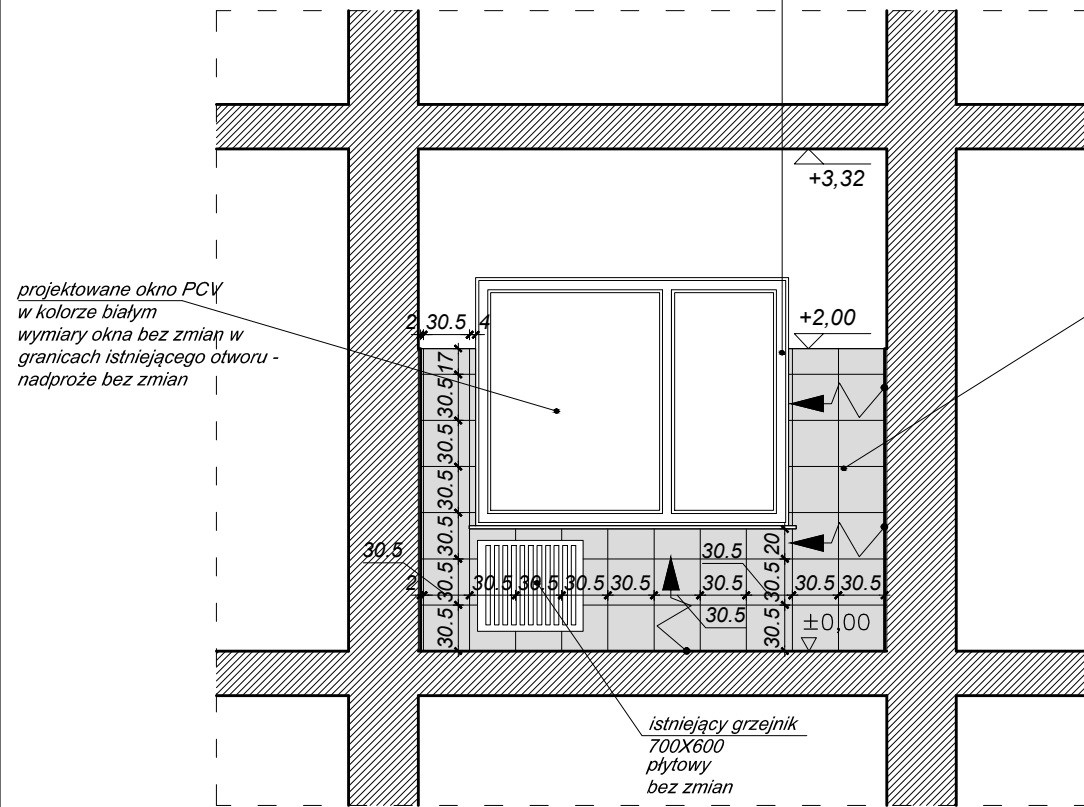 +3,32
projektowane okno PCV
w kolorze białym
wymiary okna bez zmian w
granicach istniejącego otworu -
nadproże bez zmian
2 30.5 4
+2,00
17
30.5
30.5
30.5
30.5
30.5
30.5
30.5
2 30.5 30.5 30.5 30.5 30.5 30.5 30.5
30.5
30.5
20
30.5
30.5
±0,00
istniejący grzejnik
700X600
płytowy
bez zmian